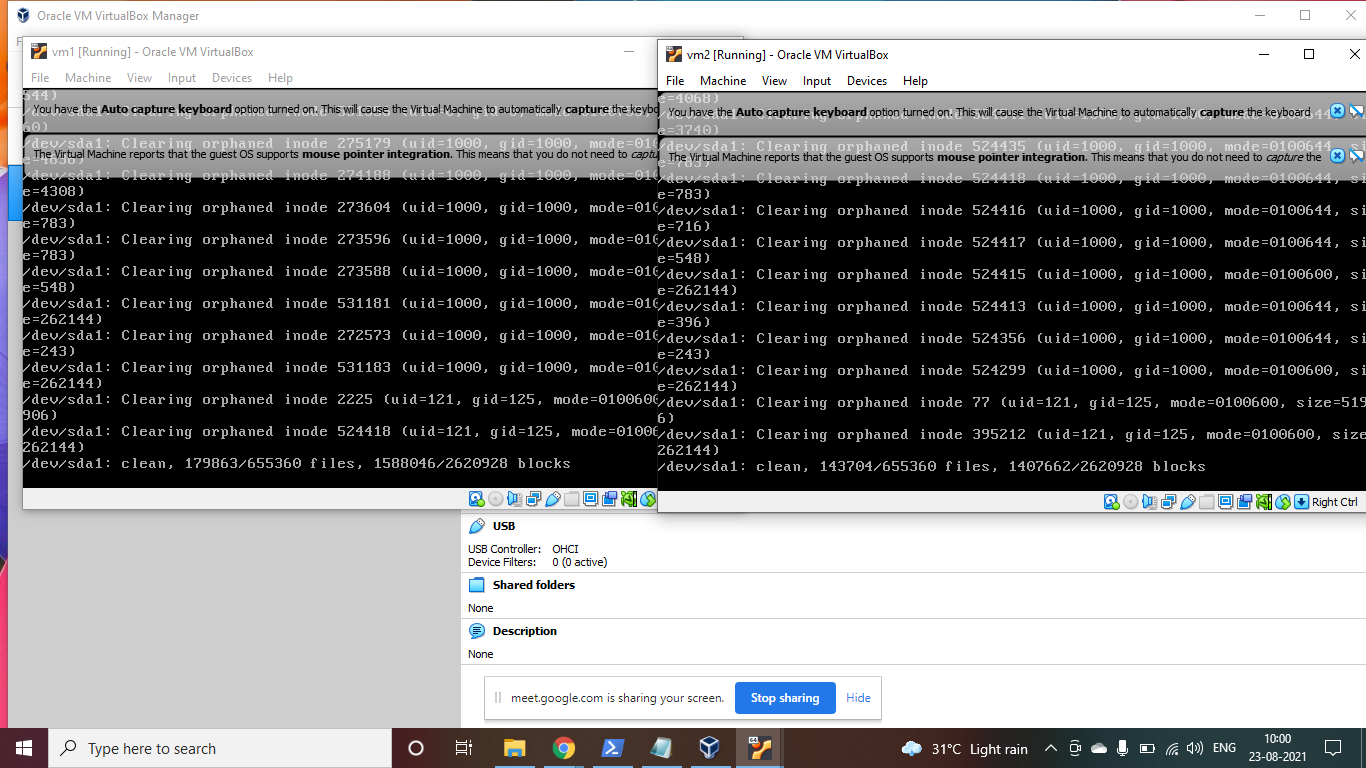 Oracle VM VirtualBox Manager
vm1 [Running] - Oracle VM VirtualBox
File Machine View Input Devices Help
544)
You have the Auto capture keyboard option turned on. This will cause the Virtual Machine to automatically capture the keybo
60)
/dev/sda1: Clearing orphaned inode 275179 (uid=1000, gid=1000, mode=010
The Virtual Machine reports that the guest OS supports mouse pointer integration. This means that you do not need to captu
/dev/sda1: Clearing orphaned inode 274188 (uid=1000, gid=1000, mode=010
e=4308)
/dev/sda1: Clearing orphaned inode 273604 (uid=1000, gid=1000, mode=010
e=783)
/dev/sda1: Clearing orphaned inode 273596 (uid=1000, gid=1000, mode=010
e=783)
/dev/sda1: Clearing orphaned inode 273588 (uid=1000, gid=1000, mode=010
e=548)
/dev/sda1: Clearing orphaned inode 531181 (uid=1000, gid=1000, mode=010
e=262144)
/dev/sda1: Clearing orphaned inode 272573 (uid=1000, gid=1000, mode=010
e=243)
/dev/sda1: Clearing orphaned inode 531183 (uid=1000, gid=1000, mode=010
e=262144)
/dev/sda1: Clearing orphaned inode 2225 (uid=121, gid=125, mode=0100600
906)
/dev/sda1: Clearing orphaned inode 524418 (uid=121, gid=125, mode=01006
262144)
/dev/sda1: clean, 179863/655360 files, 1588046/2620928 blocks
vm2 [Running] - Oracle VM VirtualBox
File Machine View Input Devices Help
e=4068)
You have the Auto capture keyboard option turned on. This will cause the Virtual Machine to automatically capture the keyboard
e=3740)
/dev/sda1: Clearing orphaned inode 524435 (uid=1000, gid=1000, mode=0100644, si
The Virtual Machine reports that the guest OS supports mouse pointer integration. This means that you do not need to capture the
e=783)
/dev/sda1: Clearing orphaned inode 524418 (uid=1000, gid=1000, mode=0100644, si
e=783)
/dev/sda1: Clearing orphaned inode 524416 (uid=1000, gid=1000, mode=0100644, si
e=716)
/dev/sda1: Clearing orphaned inode 524417 (uid=1000, gid=1000, mode=0100644, si
e=548)
/dev/sda1: Clearing orphaned inode 524415 (uid=1000, gid=1000, mode=0100600, si
e=262144)
/dev/sda1: Clearing orphaned inode 524413 (uid=1000, gid=1000, mode=0100644, si
e=396)
/dev/sda1: Clearing orphaned inode 524356 (uid=1000, gid=1000, mode=0100644, si
e=243)
/dev/sda1: Clearing orphaned inode 524299 (uid=1000, gid=1000, mode=0100600, si
e=262144)
/dev/sda1: Clearing orphaned inode 77 (uid=121, gid=125, mode=0100600, size=519
6)
/dev/sda1: Clearing orphaned inode 395212 (uid=121, gid=125, mode=0100600, size
262144)
/dev/sda1: clean, 143704/655360 files, 1407662/2620928 blocks
Right Ctrl
USB
USB Controller: OHCI
Device Filters: 0 (0 active)
Shared folders
None
Description
None
meet.google.com is sharing your screen. Stop sharing Hide
Type here to search
31°C Light rain
ENG
10:00
23-08-2021